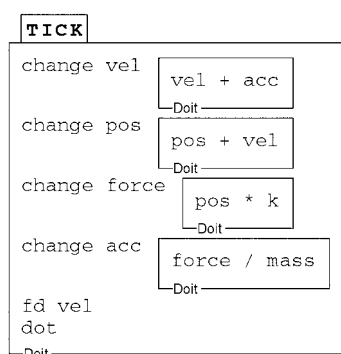 TICK
change vel
vel + acc
Doit
change pos
pos + vel
Doit
change force
pos * k
Doit
change acc
force / mass
Doit
fd vel
dot
Doit